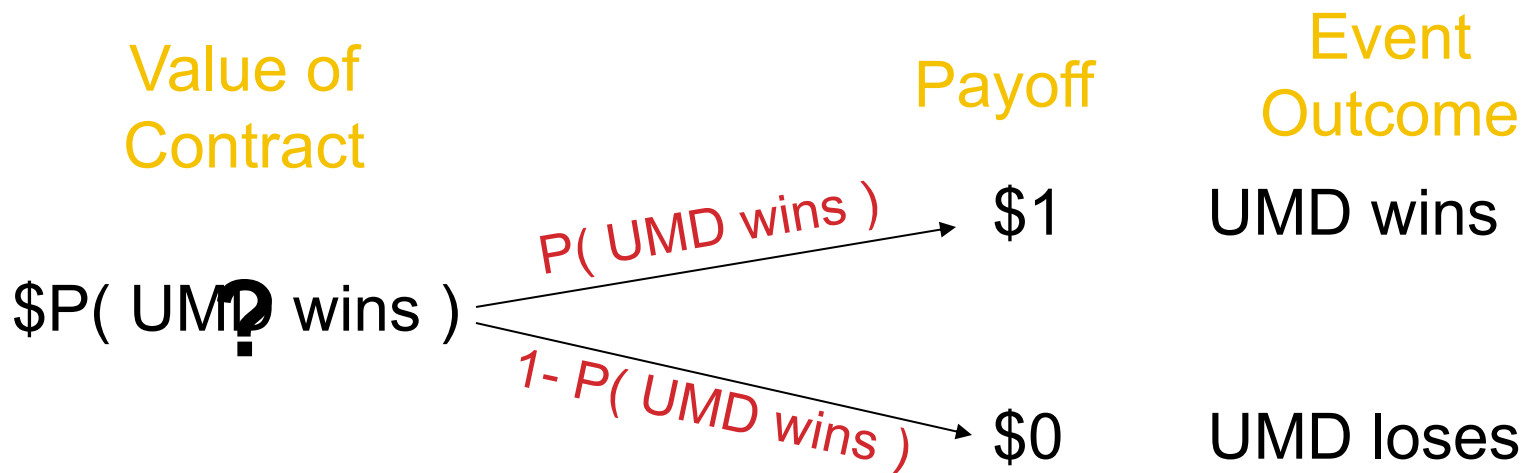 Value of
Contract
Payoff
Event
Outcome
P( UMD wins )
$1
UMD wins
$P( UMD wins )
?
1- P( UMD wins )
$0
UMD loses